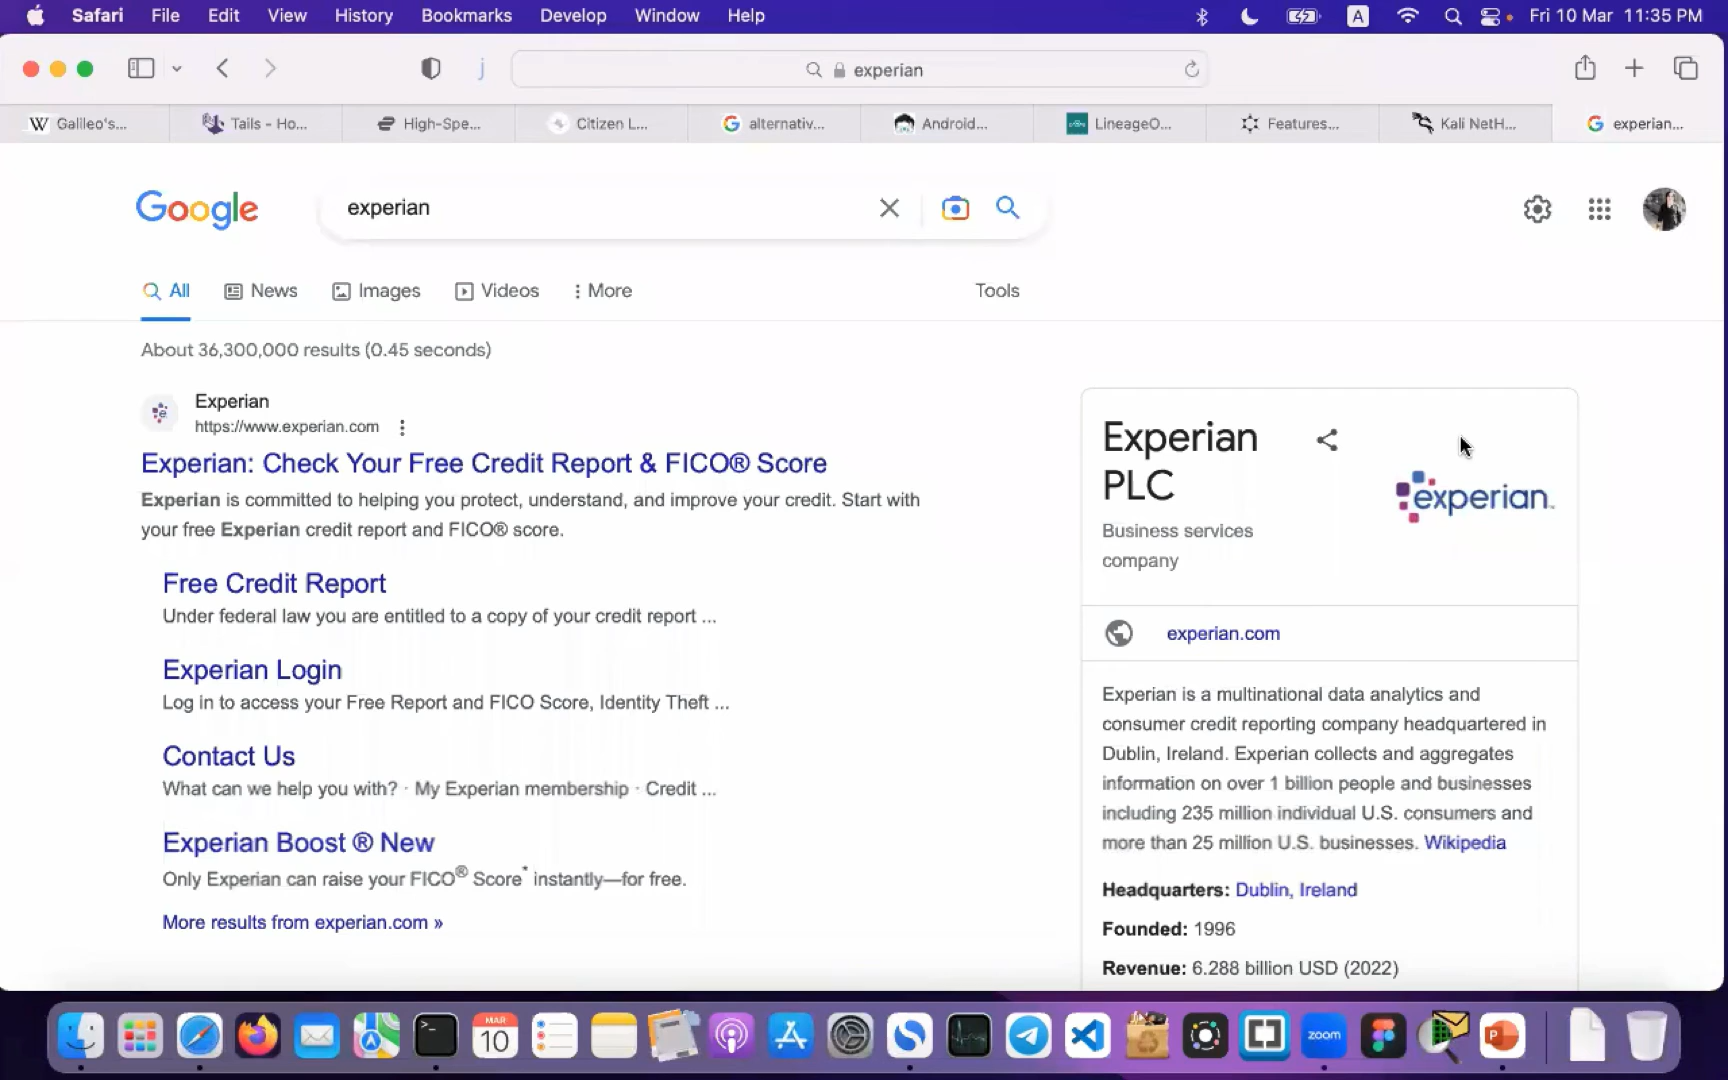 Safari File Edit View History Bookmarks Develop Window Help A Fri 10 Mar 11:35 PM
experian
W Galileo's... Tails - Ho... High-Spe... Citizen L... alternativ... Android... LineageO... Features... Kali NetH... experian...
Google experian
All News Images Videos More Tools
About 36,300,000 results (0.45 seconds)
Experian
https://www.experian.com
Experian: Check Your Free Credit Report & FICO® Score
Experian is committed to helping you protect, understand, and improve your credit. Start with
your free Experian credit report and FICO® score.
Free Credit Report
Under federal law you are entitled to a copy of your credit report ...
Experian Login
Log in to access your Free Report and FICO Score, Identity Theft ...
Contact Us
What can we help you with? · My Experian membership · Credit ...
Experian Boost ® New
Only Experian can raise your FICO® Score* instantly—for free.
More results from experian.com »
Experian
PLC
Business services
company
experian™
experian.com
Experian is a multinational data analytics and
consumer credit reporting company headquartered in
Dublin, Ireland. Experian collects and aggregates
information on over 1 billion people and businesses
including 235 million individual U.S. consumers and
more than 25 million U.S. businesses. Wikipedia
Headquarters: Dublin, Ireland
Founded: 1996
Revenue: 6.288 billion USD (2022)
MAR
10
zoom
P